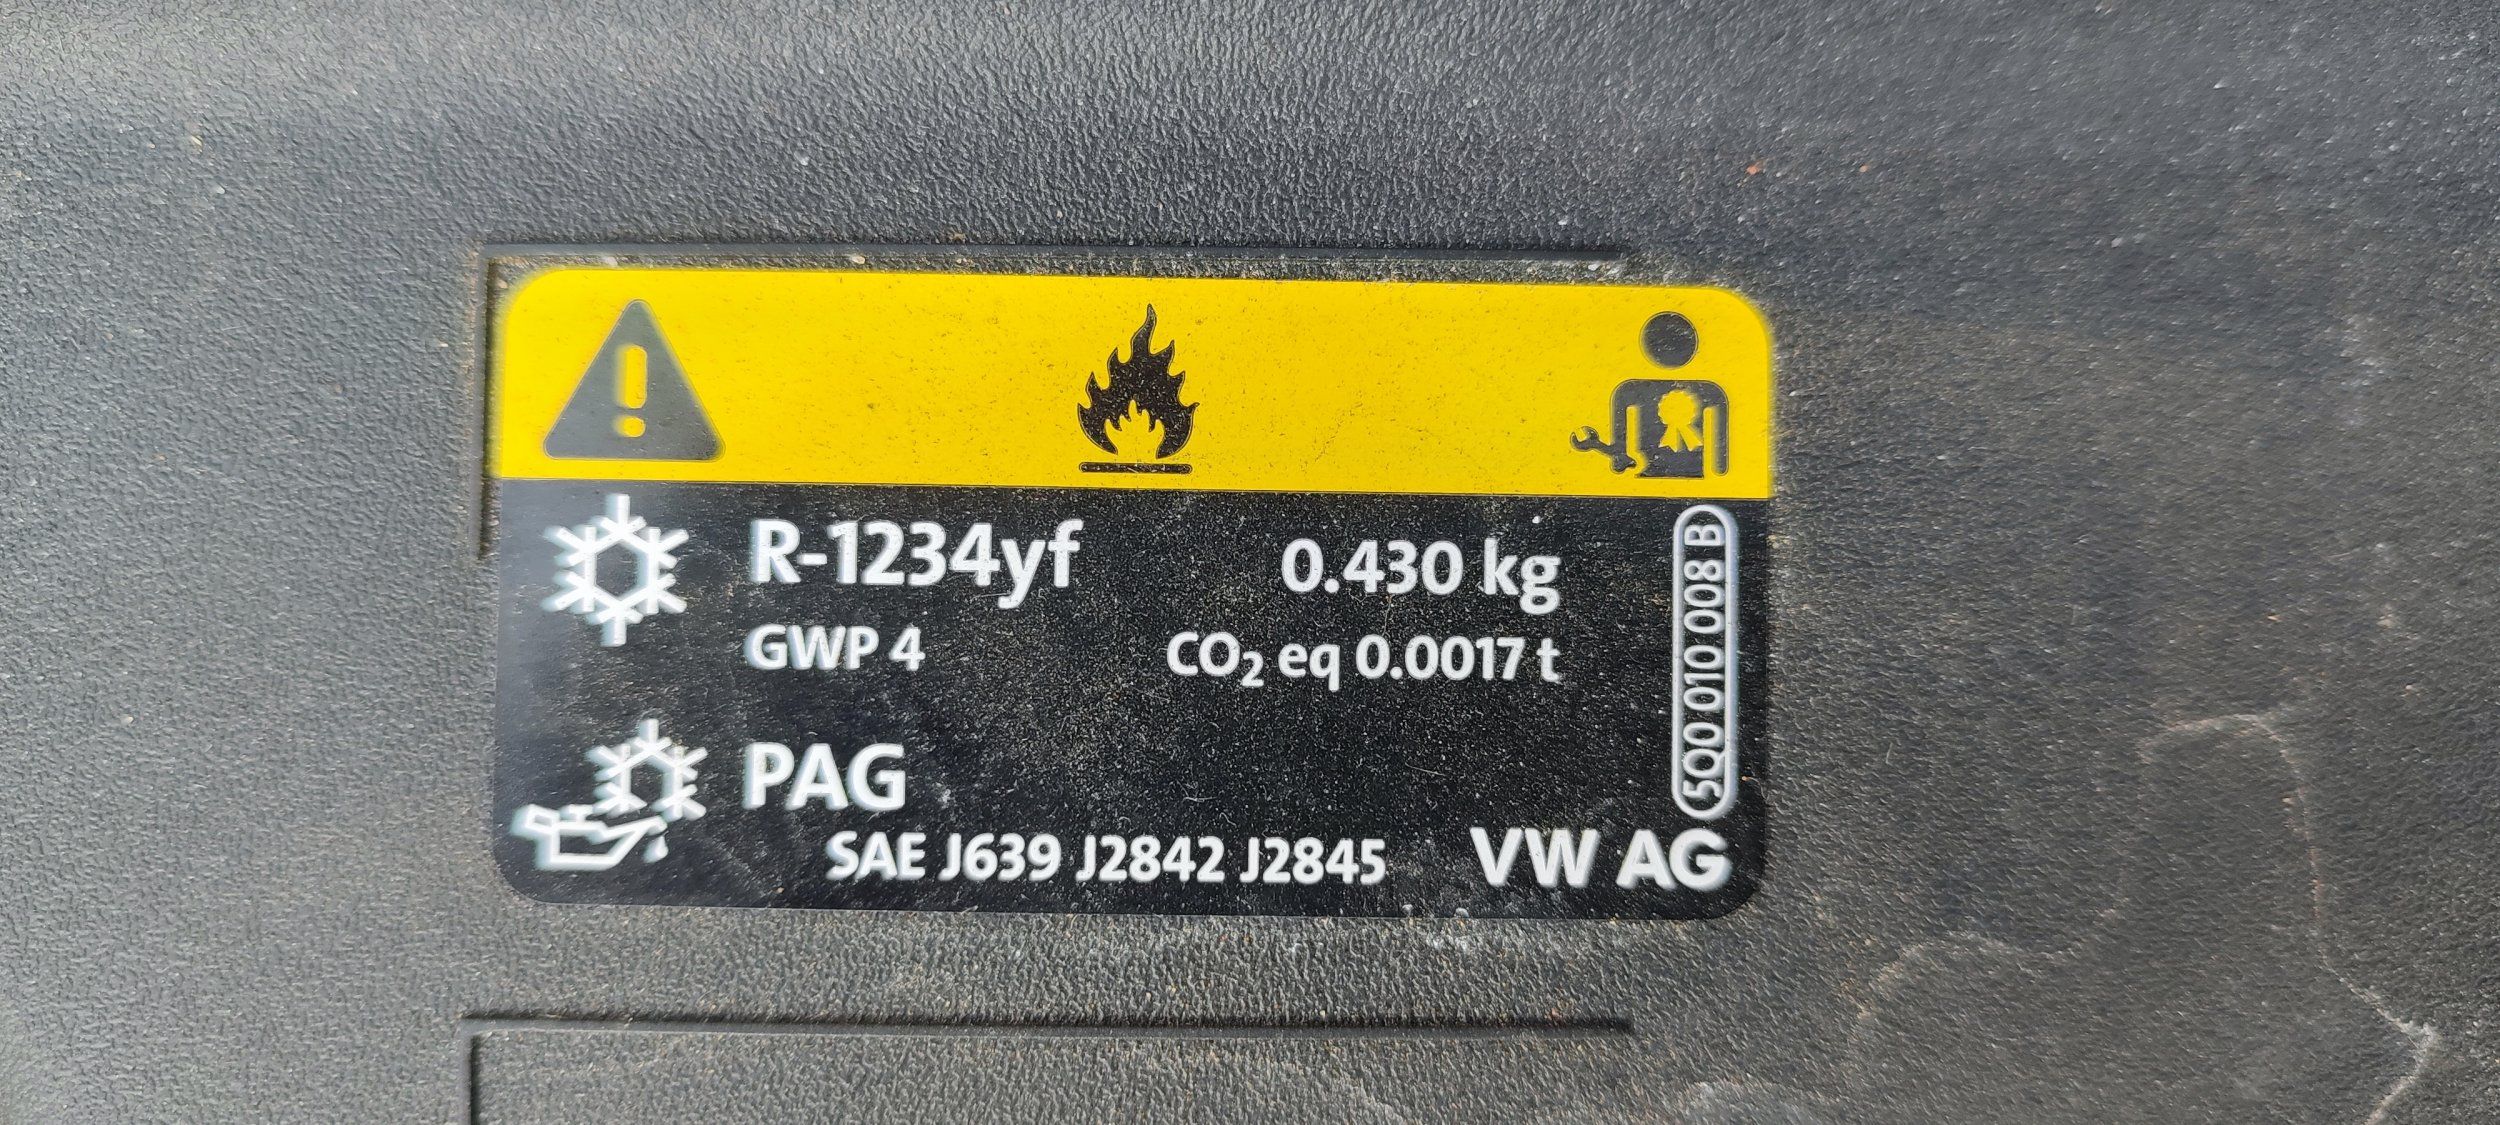 R-1234yf 0.430 kg
GWP 4 CO₂ eq 0.0017 t
PAG
SAE J639 J2842 J2845
VW AG
5Q0 010 008 B